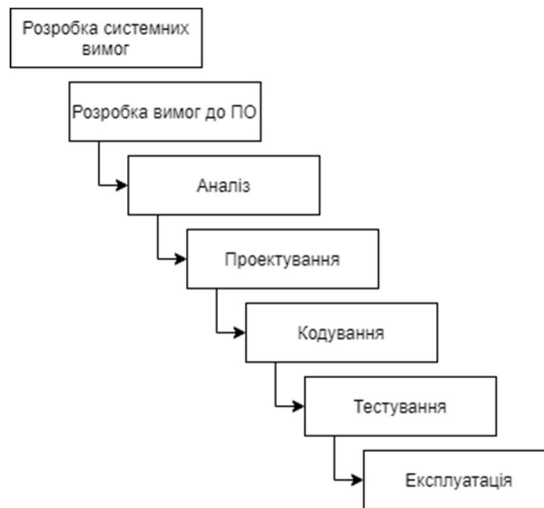 Розробка системних
вимог
Розробка вимог до ПО
Аналіз
Проектування
Кодування
Тестування
Експлуатація